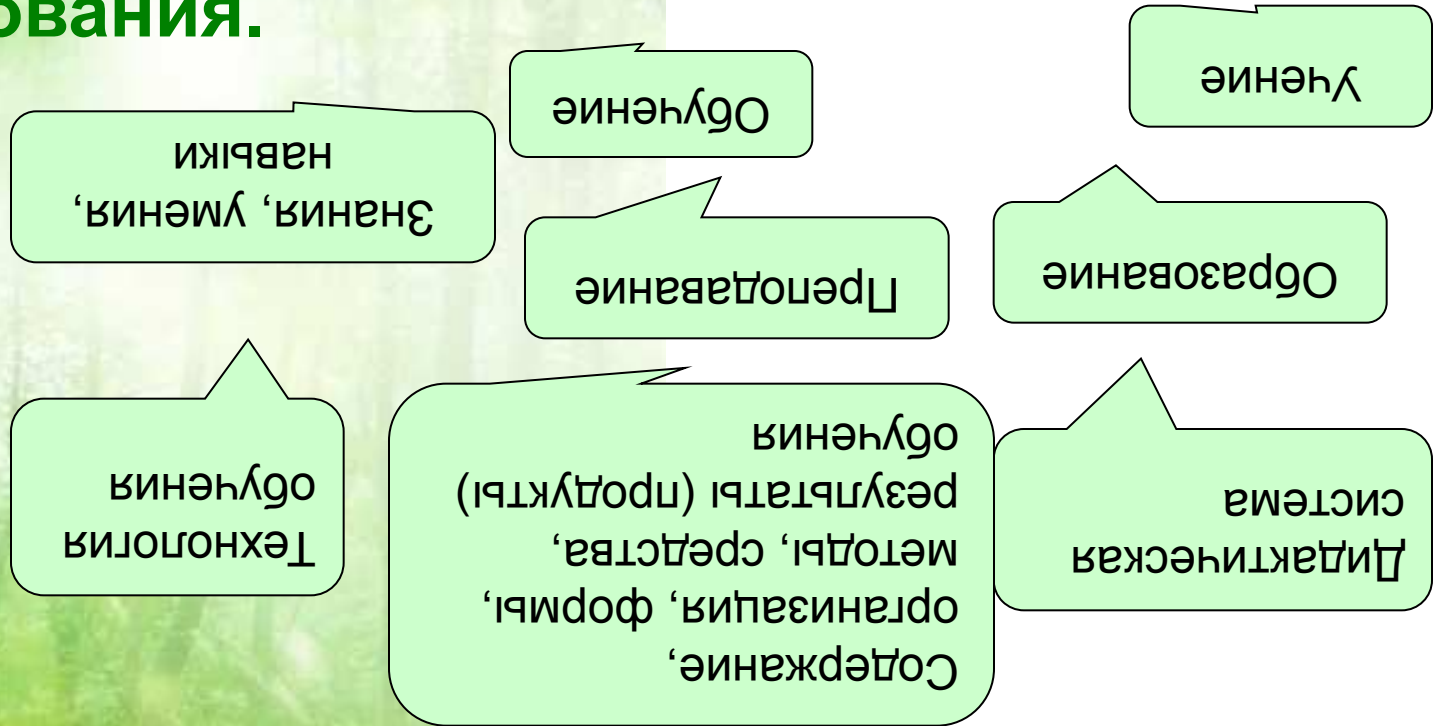 ования.
Учение
Обучение
Знания, умения,
навыки
Образование
Преподавание
Дидактическая
система
Содержание,
организация, формы,
методы, средства,
результаты (продукты)
обучения
Технология
обучения